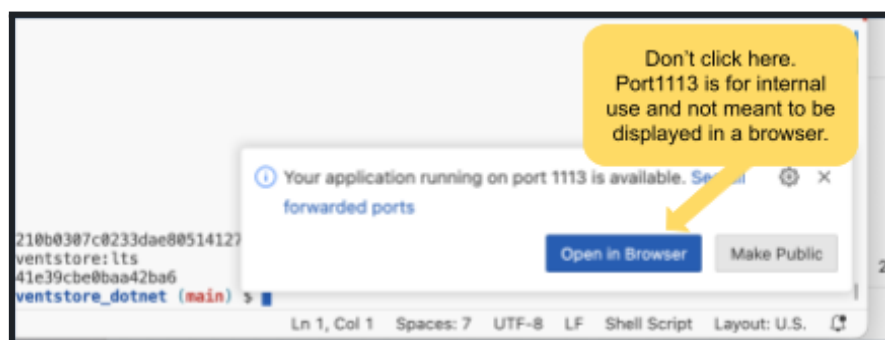 Don't click here.
Port1113 is for internal
use and not meant to be
displayed in a browser.
Your application running on port 1113 is available. See all
forwarded ports
Open in Browser Make Public
210b0307c0233dae80514127
ventstore:lts
41e39cbe0baa42ba6
ventstore_dotnet (main) $
Ln 1, Col 1 Spaces: 7 UTF-8 LF Shell Script Layout: U.S.